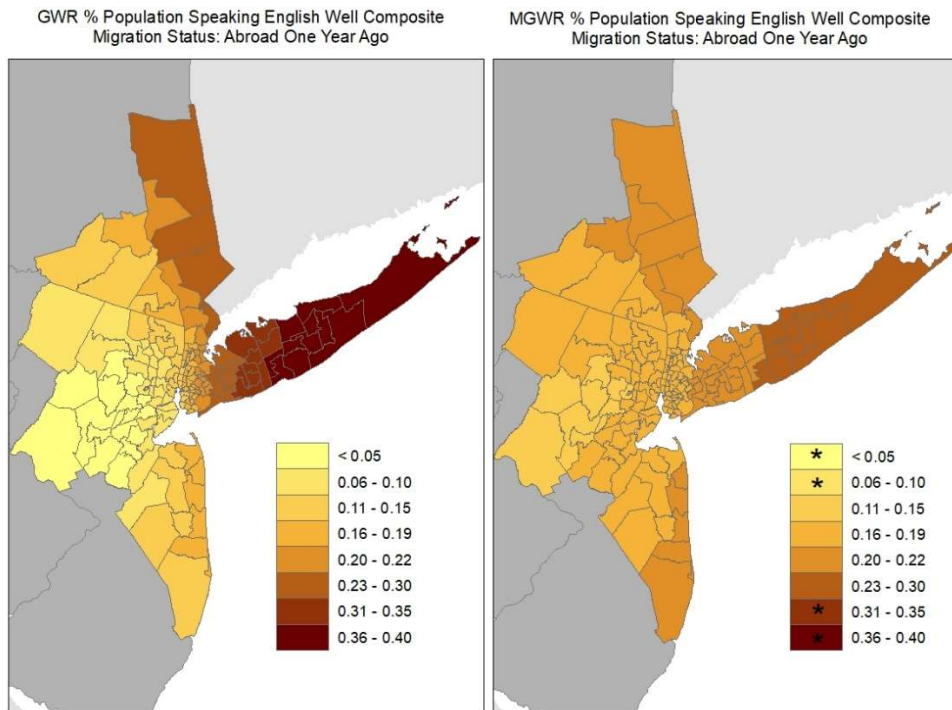 GWR % Population Speaking English Well Composite
Migration Status: Abroad One Year Ago
< 0.05
0.06 - 0.10
0.11 - 0.15
0.16 - 0.19
0.20 - 0.22
0.23 - 0.30
0.31 - 0.35
0.36 - 0.40
MGWR % Population Speaking English Well Composite
Migration Status: Abroad One Year Ago
* < 0.05
* 0.06 - 0.10
0.11 - 0.15
0.16 - 0.19
0.20 - 0.22
0.23 - 0.30
* 0.31 - 0.35
* 0.36 - 0.40